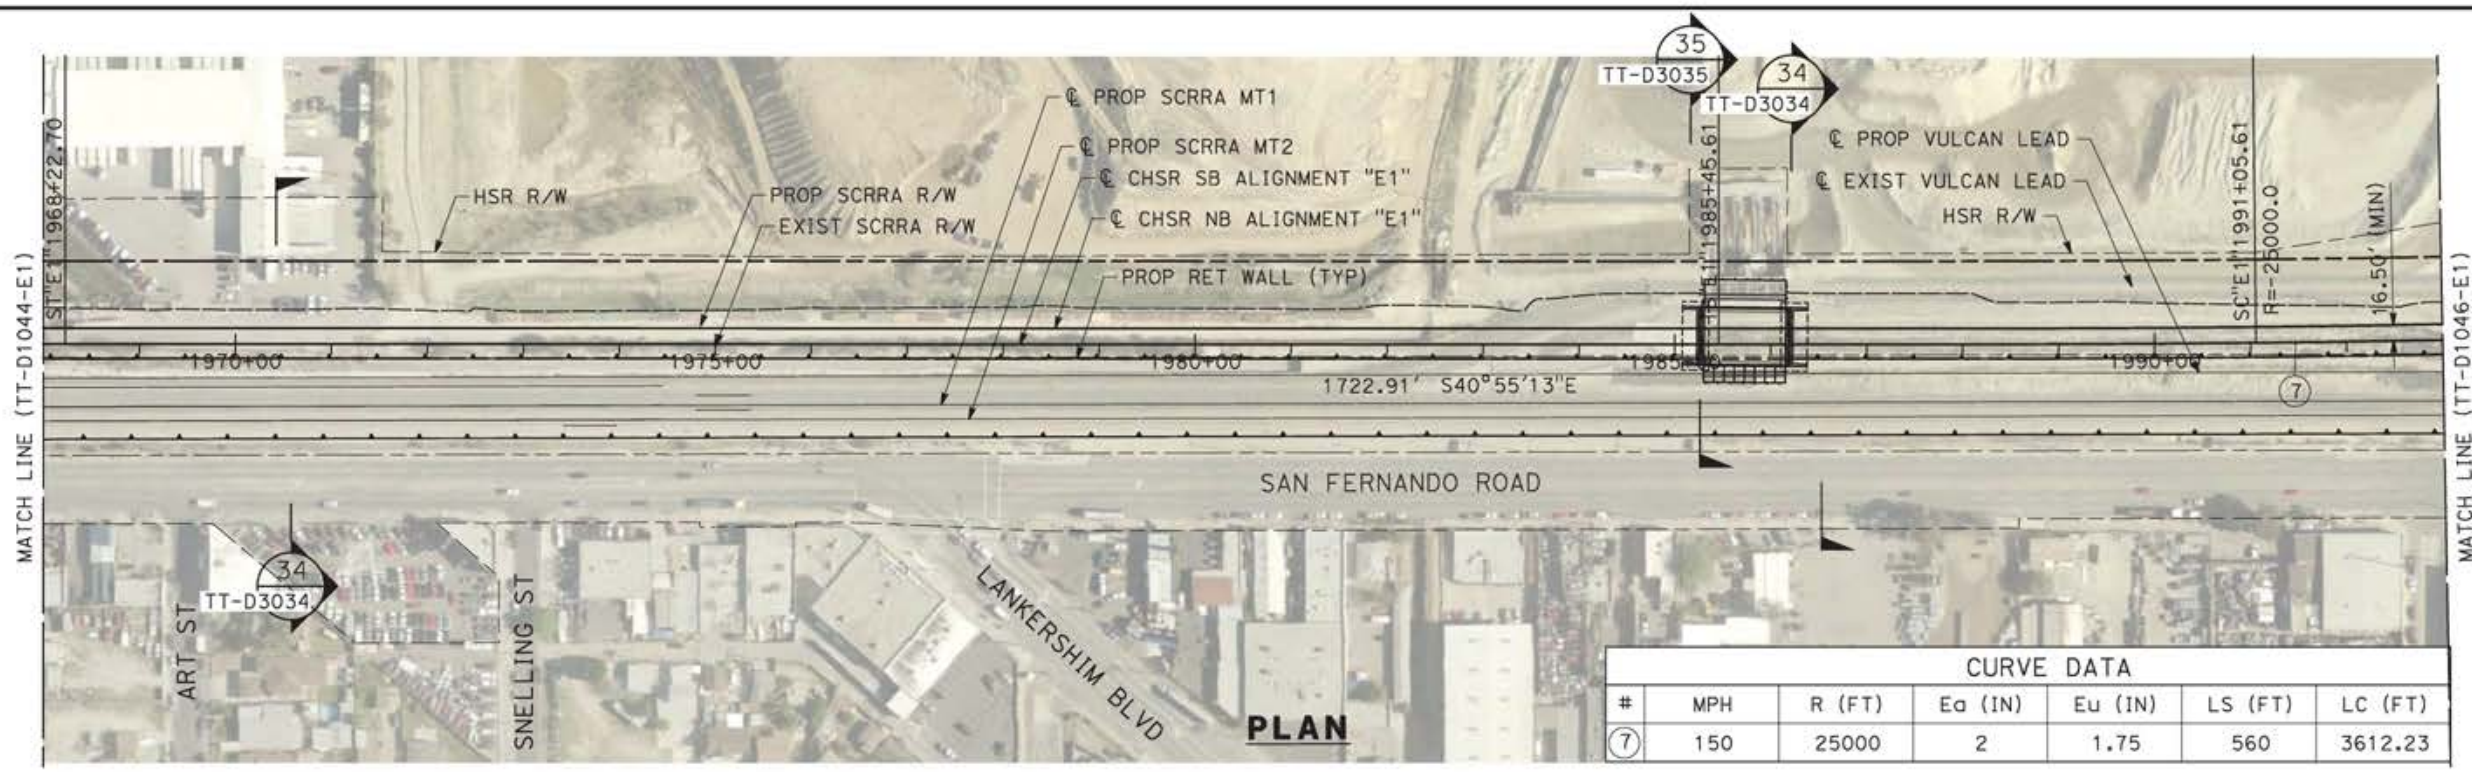 35
TT-D3035
34
TT-D3034
℄ PROP SCRRA MT1
℄ PROP SCRRA MT2
℄ CHSR SB ALIGNMENT "E1"
℄ CHSR NB ALIGNMENT "E1"
HSR R/W
PROP SCRRA R/W
EXIST SCRRA R/W
PROP RET WALL (TYP)
℄ PROP VULCAN LEAD
℄ EXIST VULCAN LEAD
HSR R/W
MATCH LINE (TT-D1044-E1)
ST"E1"1968+22.70
"E1"1985+45.61
SC"E1"1991+05.61
R=-25000.0
16.50' (MIN)
MATCH LINE (TT-D1046-E1)
1970+00
1975+00
1980+00
1985+00
1990+00
1722.91' S40°55'13"E
7
SAN FERNANDO ROAD
34
TT-D3034
ART ST
SNELLING ST
LANKERSHIM BLVD
PLAN
CURVE DATA
# MPH R (FT) Ea (IN) Eu (IN) LS (FT) LC (FT)
7 150 25000 2 1.75 560 3612.23